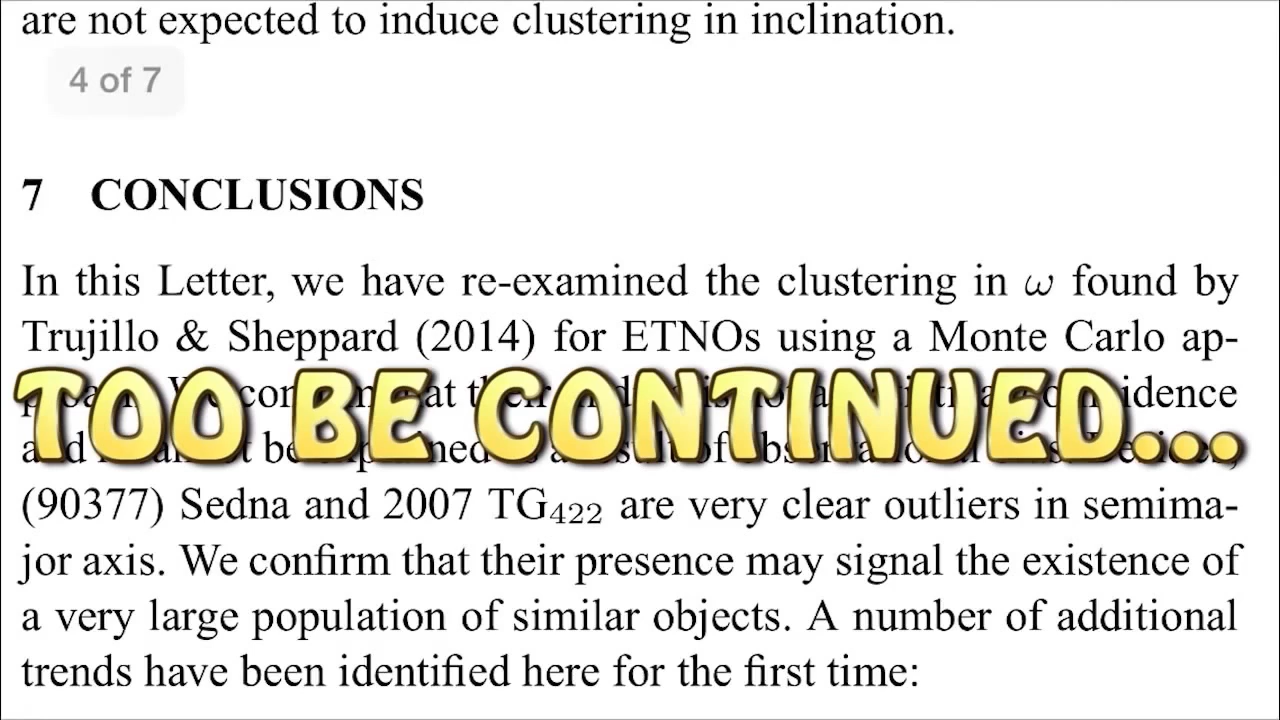 are not expected to induce clustering in inclination.
4 of 7
7 CONCLUSIONS
In this Letter, we have re-examined the clustering in ω found by
Trujillo & Sheppard (2014) for ETNOs using a Monte Carlo ap-
TOO BE CONTINUED...
(90377) Sedna and 2007 TG₄₂₂ are very clear outliers in semima-
jor axis. We confirm that their presence may signal the existence of
a very large population of similar objects. A number of additional
trends have been identified here for the first time: